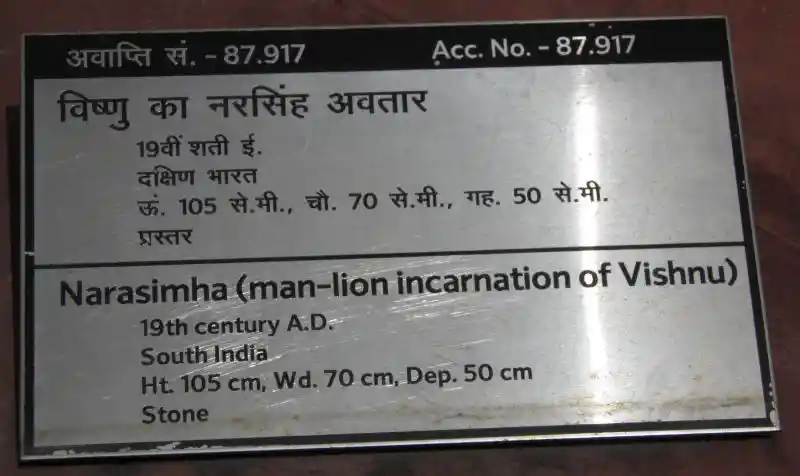 अवाप्ति सं. - 87.917
Acc. No. - 87.917
विष्णु का नरसिंह अवतार
19वीं शती ई.
दक्षिण भारत
ऊं. 105 से.मी., चौ. 70 से.मी., गह. 50 से.मी.
प्रस्तर
Narasimha (man-lion incarnation of Vishnu)
19th century A.D.
South India
Ht. 105 cm, Wd. 70 cm, Dep. 50 cm
Stone